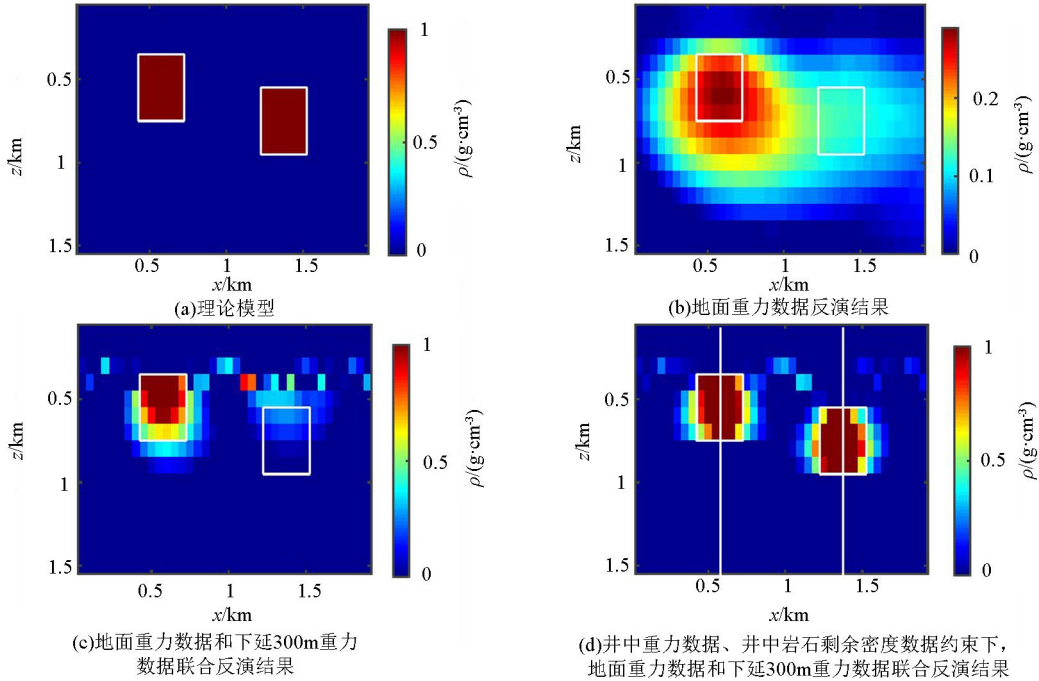 1
0.5
0.5
1
0
1.5
0.5
1
1.5
z/km
x/km
ρ/(g·cm⁻³)
(a)理论模型
0.5
0.2
1
0.1
1.5
0
0.5
1
1.5
z/km
x/km
ρ/(g·cm⁻³)
(b)地面重力数据反演结果
1
0.5
0.5
1
1.5
0
0.5
1
1.5
z/km
x/km
ρ/(g·cm⁻³)
(c)地面重力数据和下延300m重力
数据联合反演结果
1
0.5
0.5
1
1.5
0
0.5
1
1.5
z/km
x/km
ρ/(g·cm⁻³)
(d)井中重力数据、井中岩石剩余密度数据约束下,
地面重力数据和下延300m重力数据联合反演结果